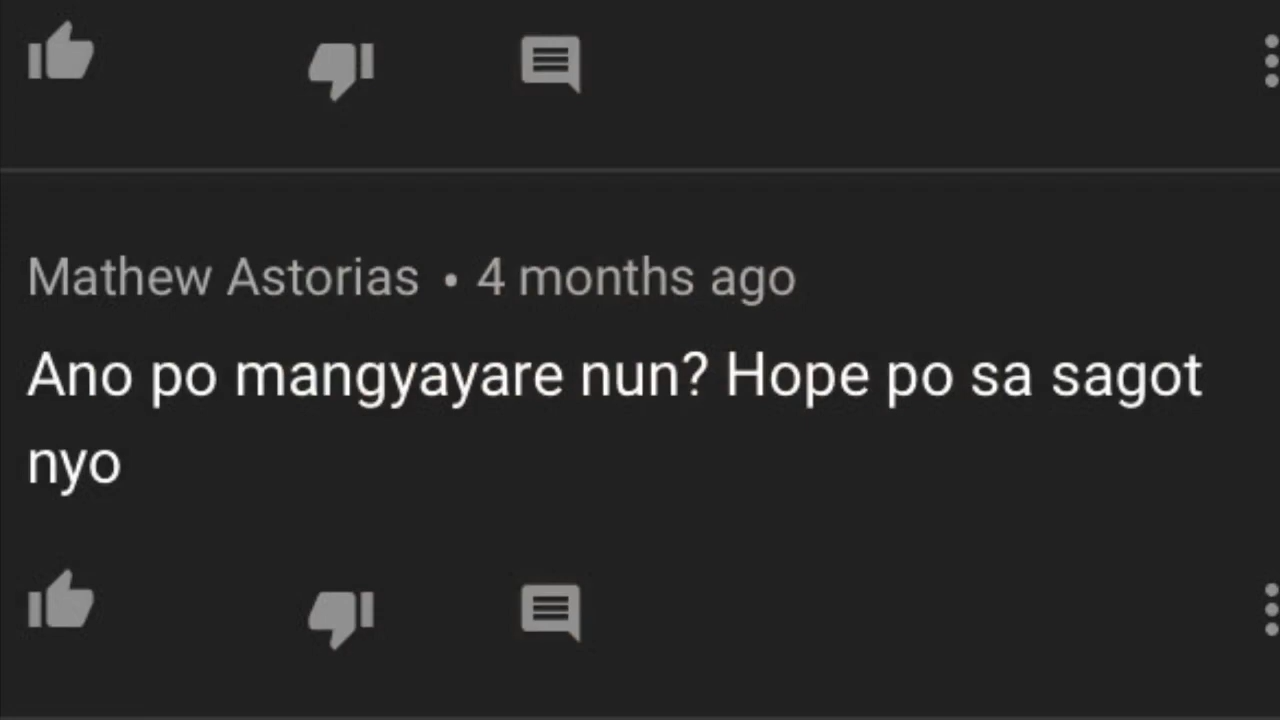 Mathew Astorias • 4 months ago
Ano po mangyayare nun? Hope po sa sagot
nyo